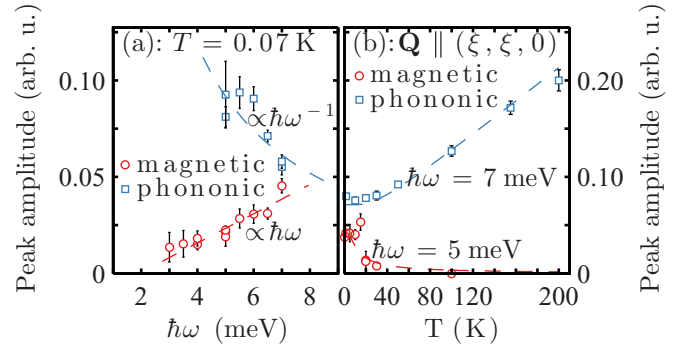 (a): T = 0.07 K
(b): Q ∥ (ξ, ξ, 0)
Peak amplitude (arb. u.)
0.10
0.05
0
magnetic
phononic
∝ħω⁻¹
∝ħω
2 4 6 8
ħω (meV)
magnetic
phononic
ħω = 7 meV
ħω = 5 meV
0 40 80 120 160 200
T (K)
0.20
0.10
0
Peak amplitude (arb. u.)